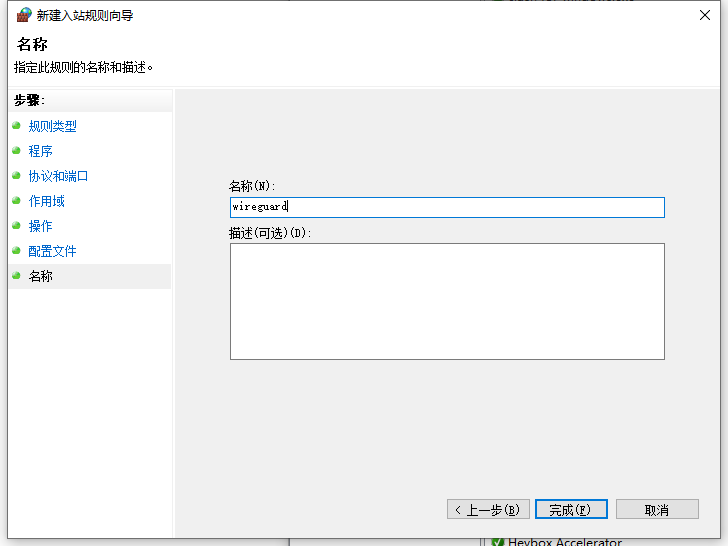 新建入站规则向导
名称
指定此规则的名称和描述。
步骤:
规则类型
程序
协议和端口
作用域
操作
配置文件
名称
名称(N):
wireguard
描述(可选)(D):
< 上一步(B)
完成(F)
取消
Heybox Accelerator